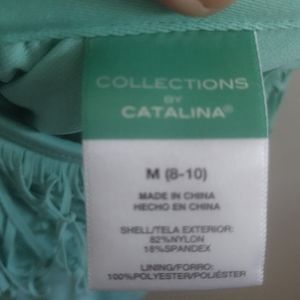 COLLECTIONS
BY
CATALINA®
M (8-10)
MADE IN CHINA
HECHO EN CHINA
SHELL/TELA EXTERIOR:
82%NYLON
18%SPANDEX
LINING/FORRO:
100%POLYESTER/POLIÉSTER